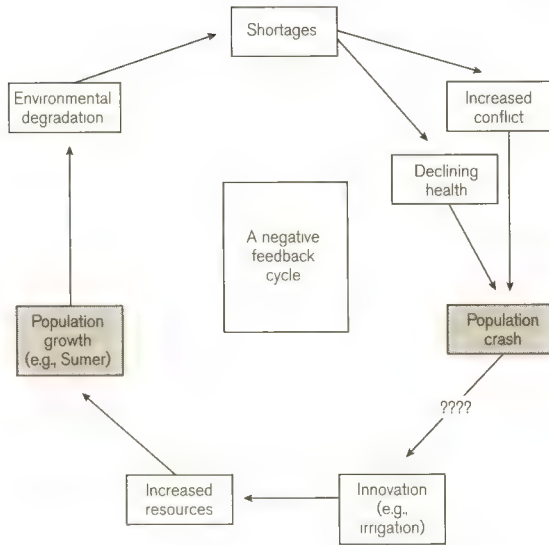 Shortages
Environmental
degradation
Increased
conflict
Declining
health
A negative
feedback
cycle
Population
growth
(e.g., Sumer)
Population
crash
????
Increased
resources
Innovation
(e.g.,
irrigation)